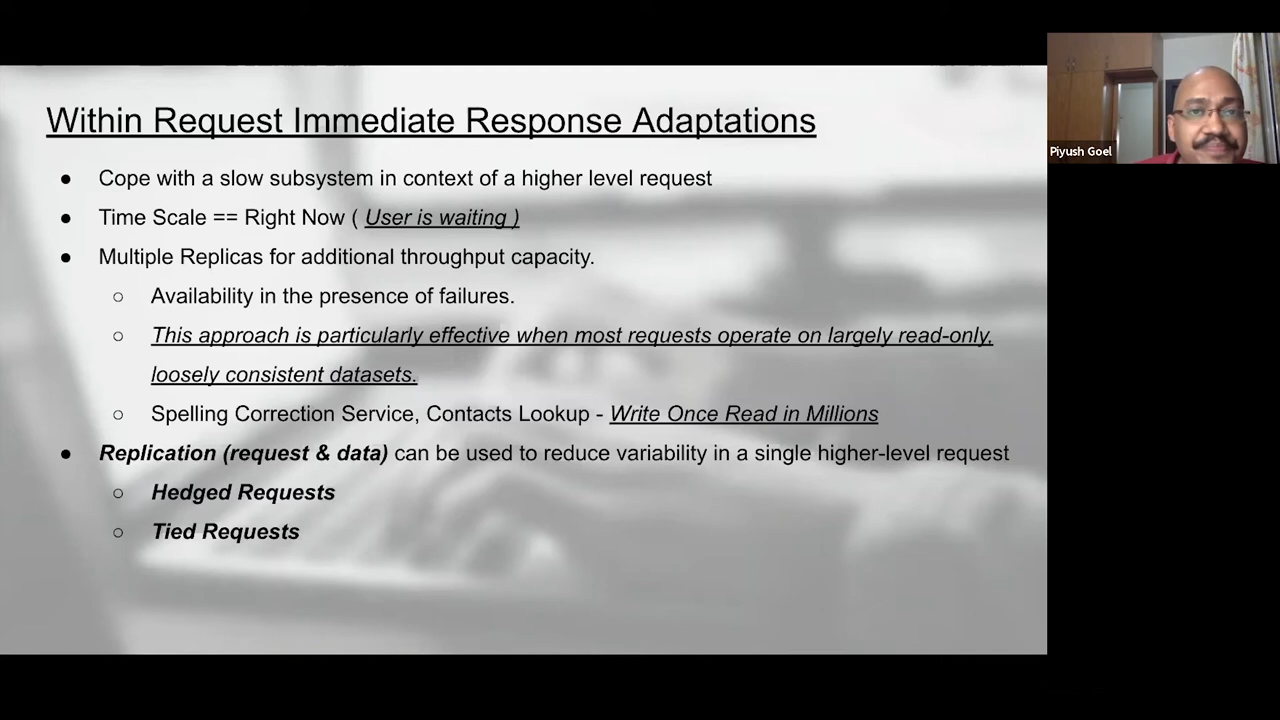 Within Request Immediate Response Adaptations
● Cope with a slow subsystem in context of a higher level request
● Time Scale == Right Now ( User is waiting )
● Multiple Replicas for additional throughput capacity.
○ Availability in the presence of failures.
○ This approach is particularly effective when most requests operate on largely read-only,
loosely consistent datasets.
○ Spelling Correction Service, Contacts Lookup - Write Once Read in Millions
● Replication (request & data) can be used to reduce variability in a single higher-level request
○ Hedged Requests
○ Tied Requests
Piyush Goel